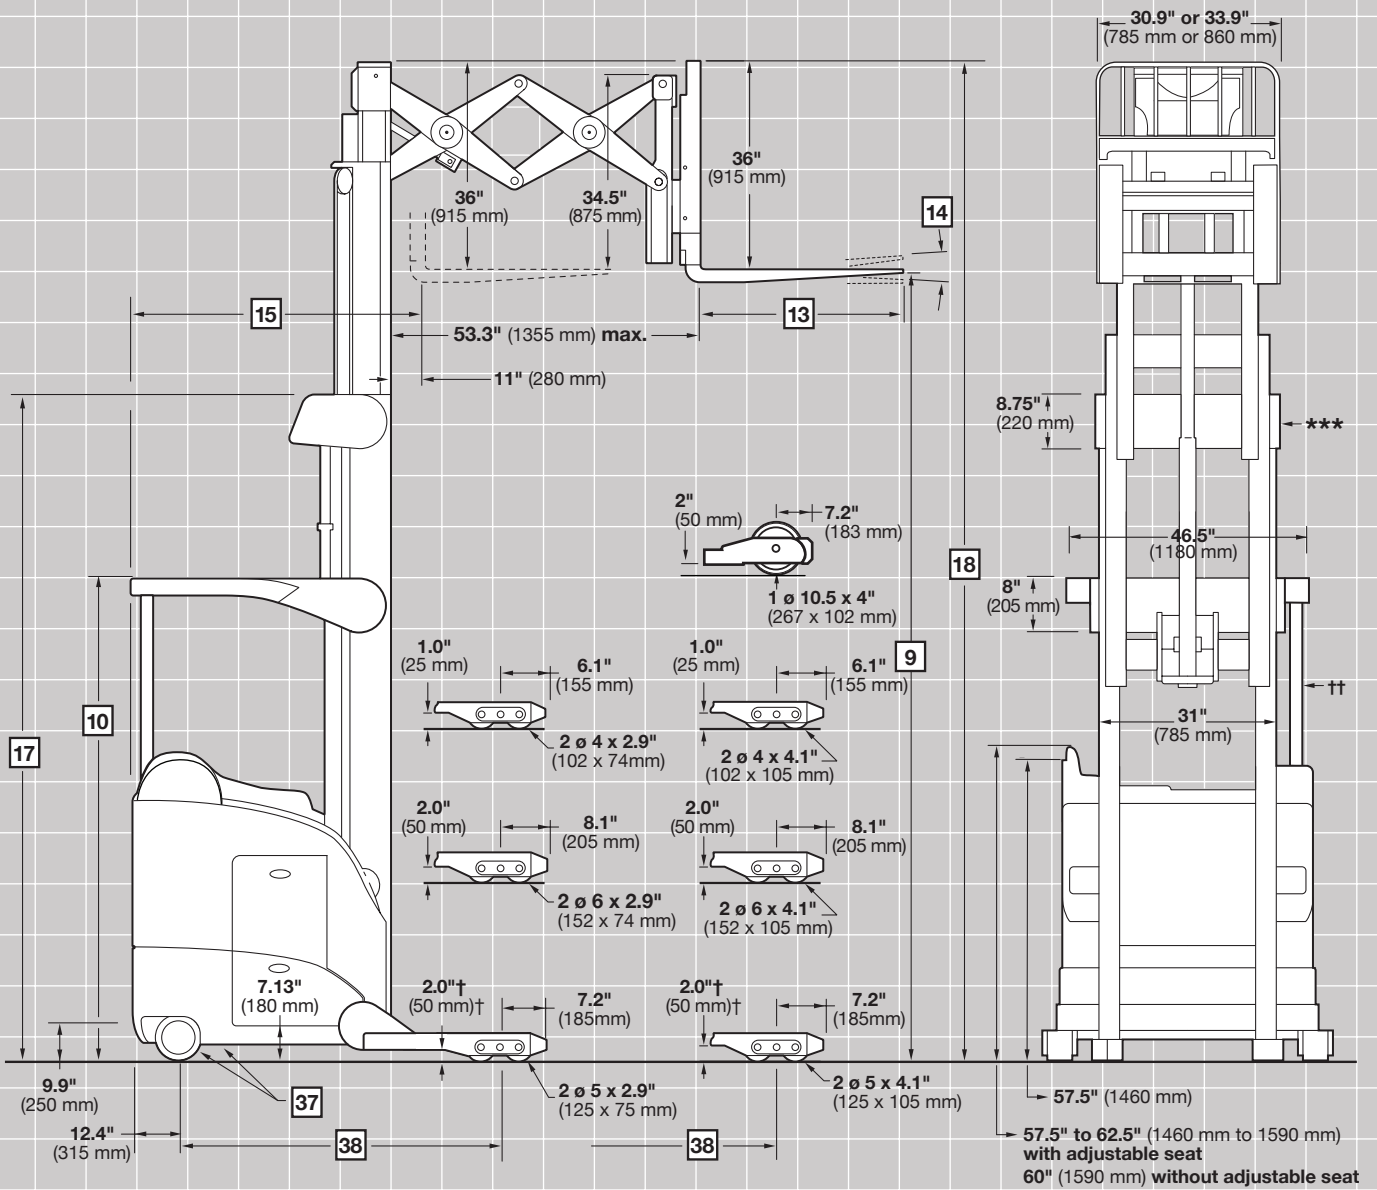 30.9" or 33.9"
(785 mm or 860 mm)
36"
(915 mm)
36"
(915 mm)
34.5"
(875 mm)
14
15
13
53.3" (1355 mm) max.
11" (280 mm)
8.75"
(220 mm)
***
2"
(50 mm)
7.2"
(183 mm)
46.5"
(1180 mm)
18
1 ø 10.5 x 4"
(267 x 102 mm)
8"
(205 mm)
1.0"
(25 mm)
6.1"
(155 mm)
1.0"
(25 mm)
6.1"
(155 mm)
9
††
10
17
31"
(785 mm)
2 ø 4 x 2.9"
(102 x 74mm)
2 ø 4 x 4.1"
(102 x 105 mm)
2.0"
(50 mm)
8.1"
(205 mm)
2.0"
(50 mm)
8.1"
(205 mm)
2 ø 6 x 2.9"
(152 x 74 mm)
2 ø 6 x 4.1"
(152 x 105 mm)
7.13"
(180 mm)
2.0"†
(50 mm)†
7.2"
(185mm)
2.0"†
(50 mm)†
7.2"
(185mm)
9.9"
(250 mm)
37
2 ø 5 x 2.9"
(125 x 75 mm)
2 ø 5 x 4.1"
(125 x 105 mm)
57.5" (1460 mm)
12.4"
(315 mm)
38
38
57.5" to 62.5" (1460 mm to 1590 mm)
with adjustable seat
60" (1590 mm) without adjustable seat